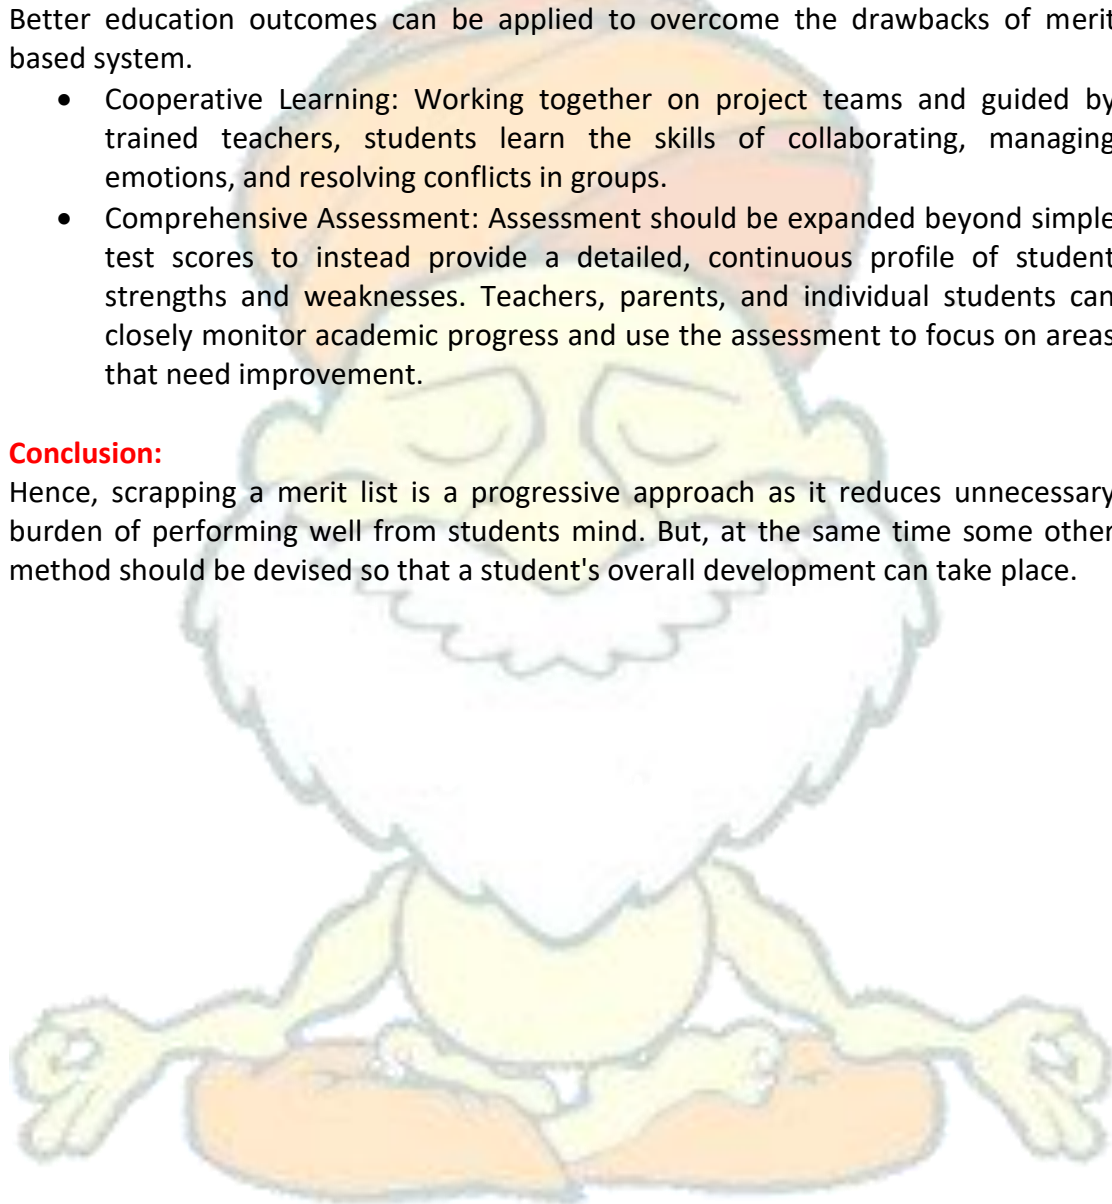 Better education outcomes can be applied to overcome the drawbacks of merit
based system.
• Cooperative Learning: Working together on project teams and guided by
trained teachers, students learn the skills of collaborating, managing
emotions, and resolving conflicts in groups.
• Comprehensive Assessment: Assessment should be expanded beyond simple
test scores to instead provide a detailed, continuous profile of student
strengths and weaknesses. Teachers, parents, and individual students can
closely monitor academic progress and use the assessment to focus on areas
that need improvement.
Conclusion:
Hence, scrapping a merit list is a progressive approach as it reduces unnecessary
burden of performing well from students mind. But, at the same time some other
method should be devised so that a student's overall development can take place.